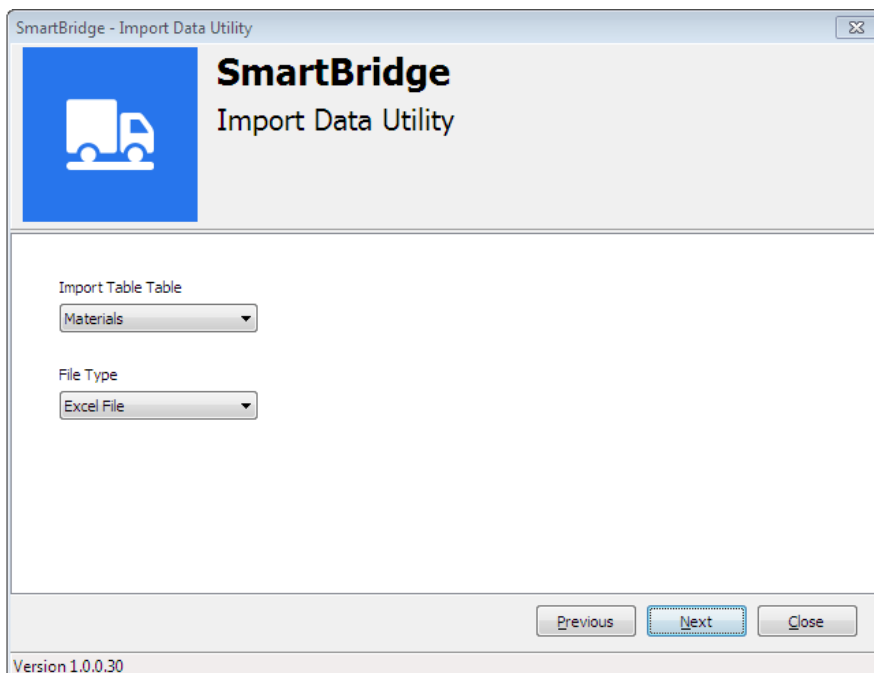 SmartBridge - Import Data Utility
SmartBridge
Import Data Utility
Import Table Table
Materials
File Type
Excel File
Previous Next Close
Version 1.0.0.30